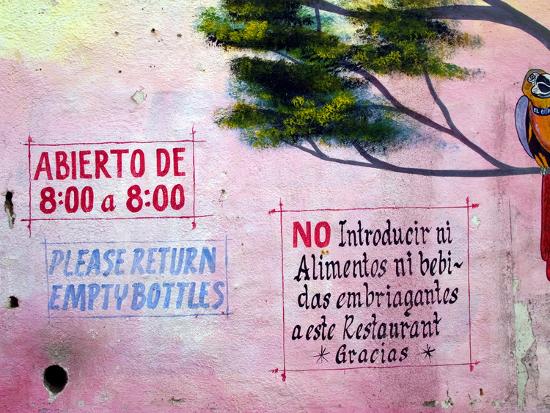 ABIERTO DE
8:00 a 8:00
PLEASE RETURN
EMPTY BOTTLES
NO Introducir ni
Alimentos ni bebi-
das embriagantes
a este Restaurant
* Gracias *